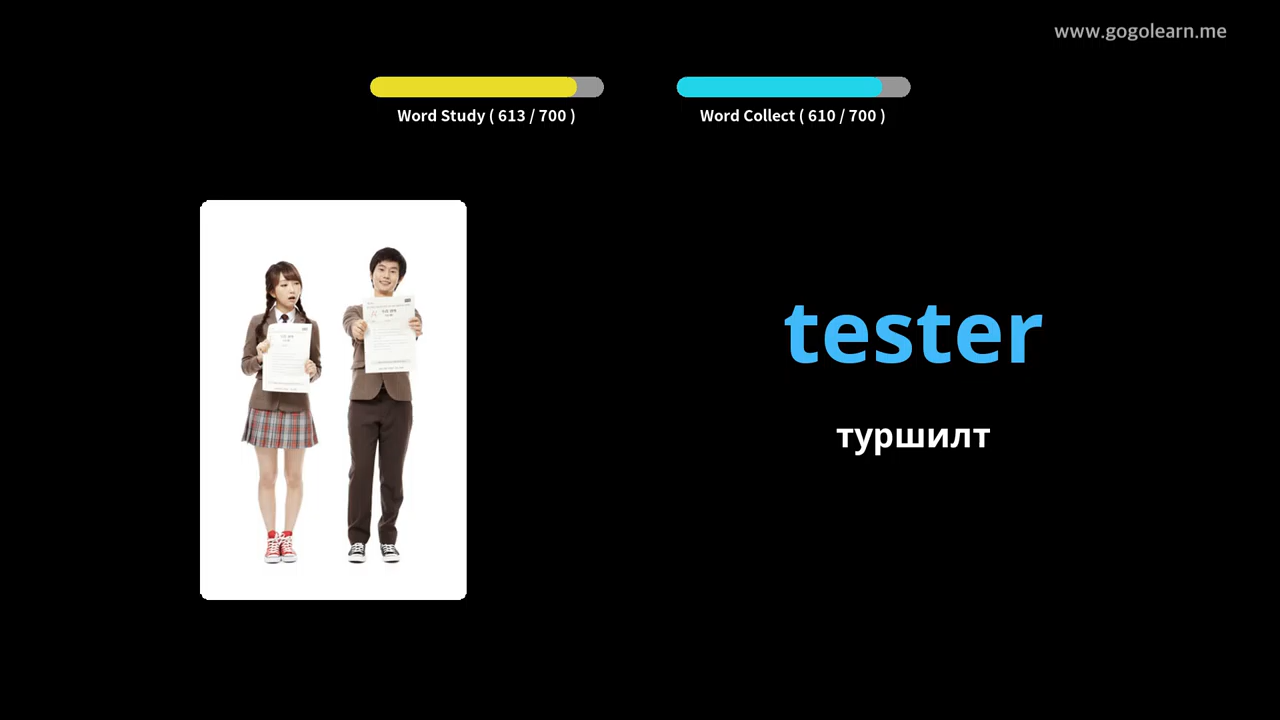 www.gogolearn.me
Word Study ( 613 / 700 )
Word Collect ( 610 / 700 )
tester
туршилт